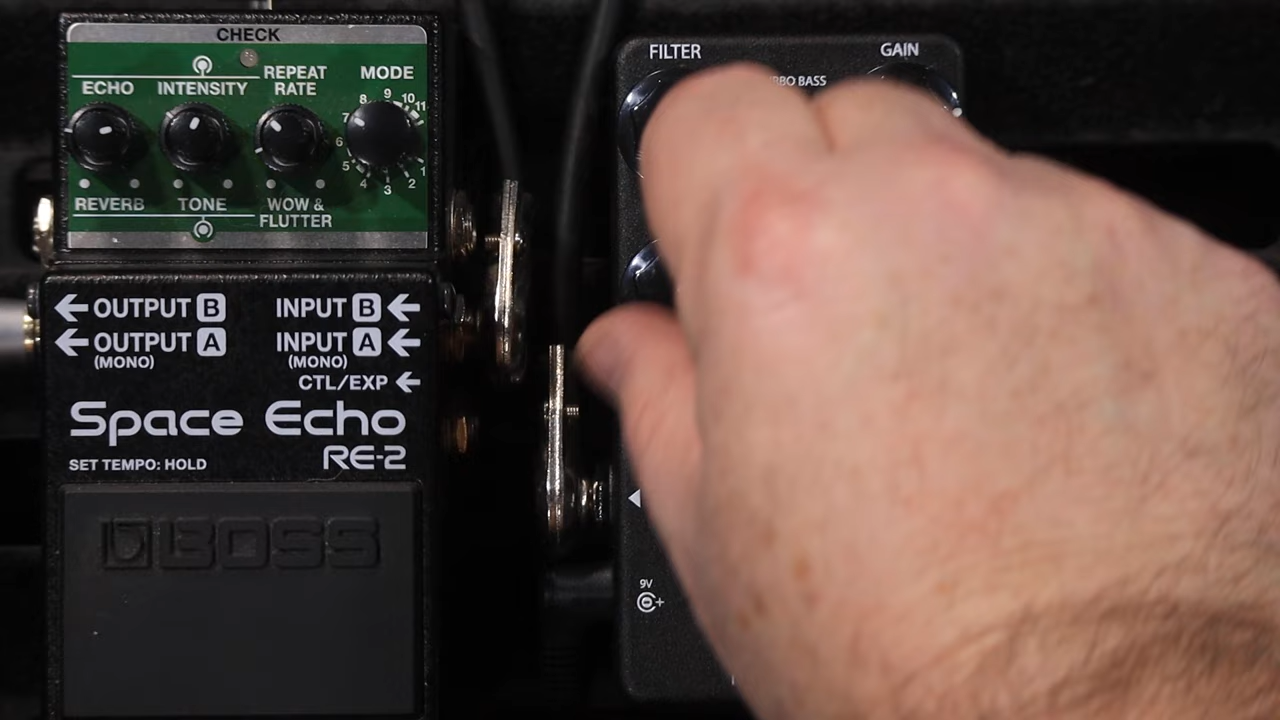 CHECK
ECHO
INTENSITY
REPEAT
RATE
MODE
1
2
3
4
5
6
7
8
9
10
11
REVERB
TONE
WOW &
FLUTTER
OUTPUT B
INPUT B
OUTPUT A
INPUT A
(MONO)
(MONO)
CTL/EXP
Space Echo
SET TEMPO: HOLD
RE-2
BOSS
FILTER
GAIN
BASS
9V